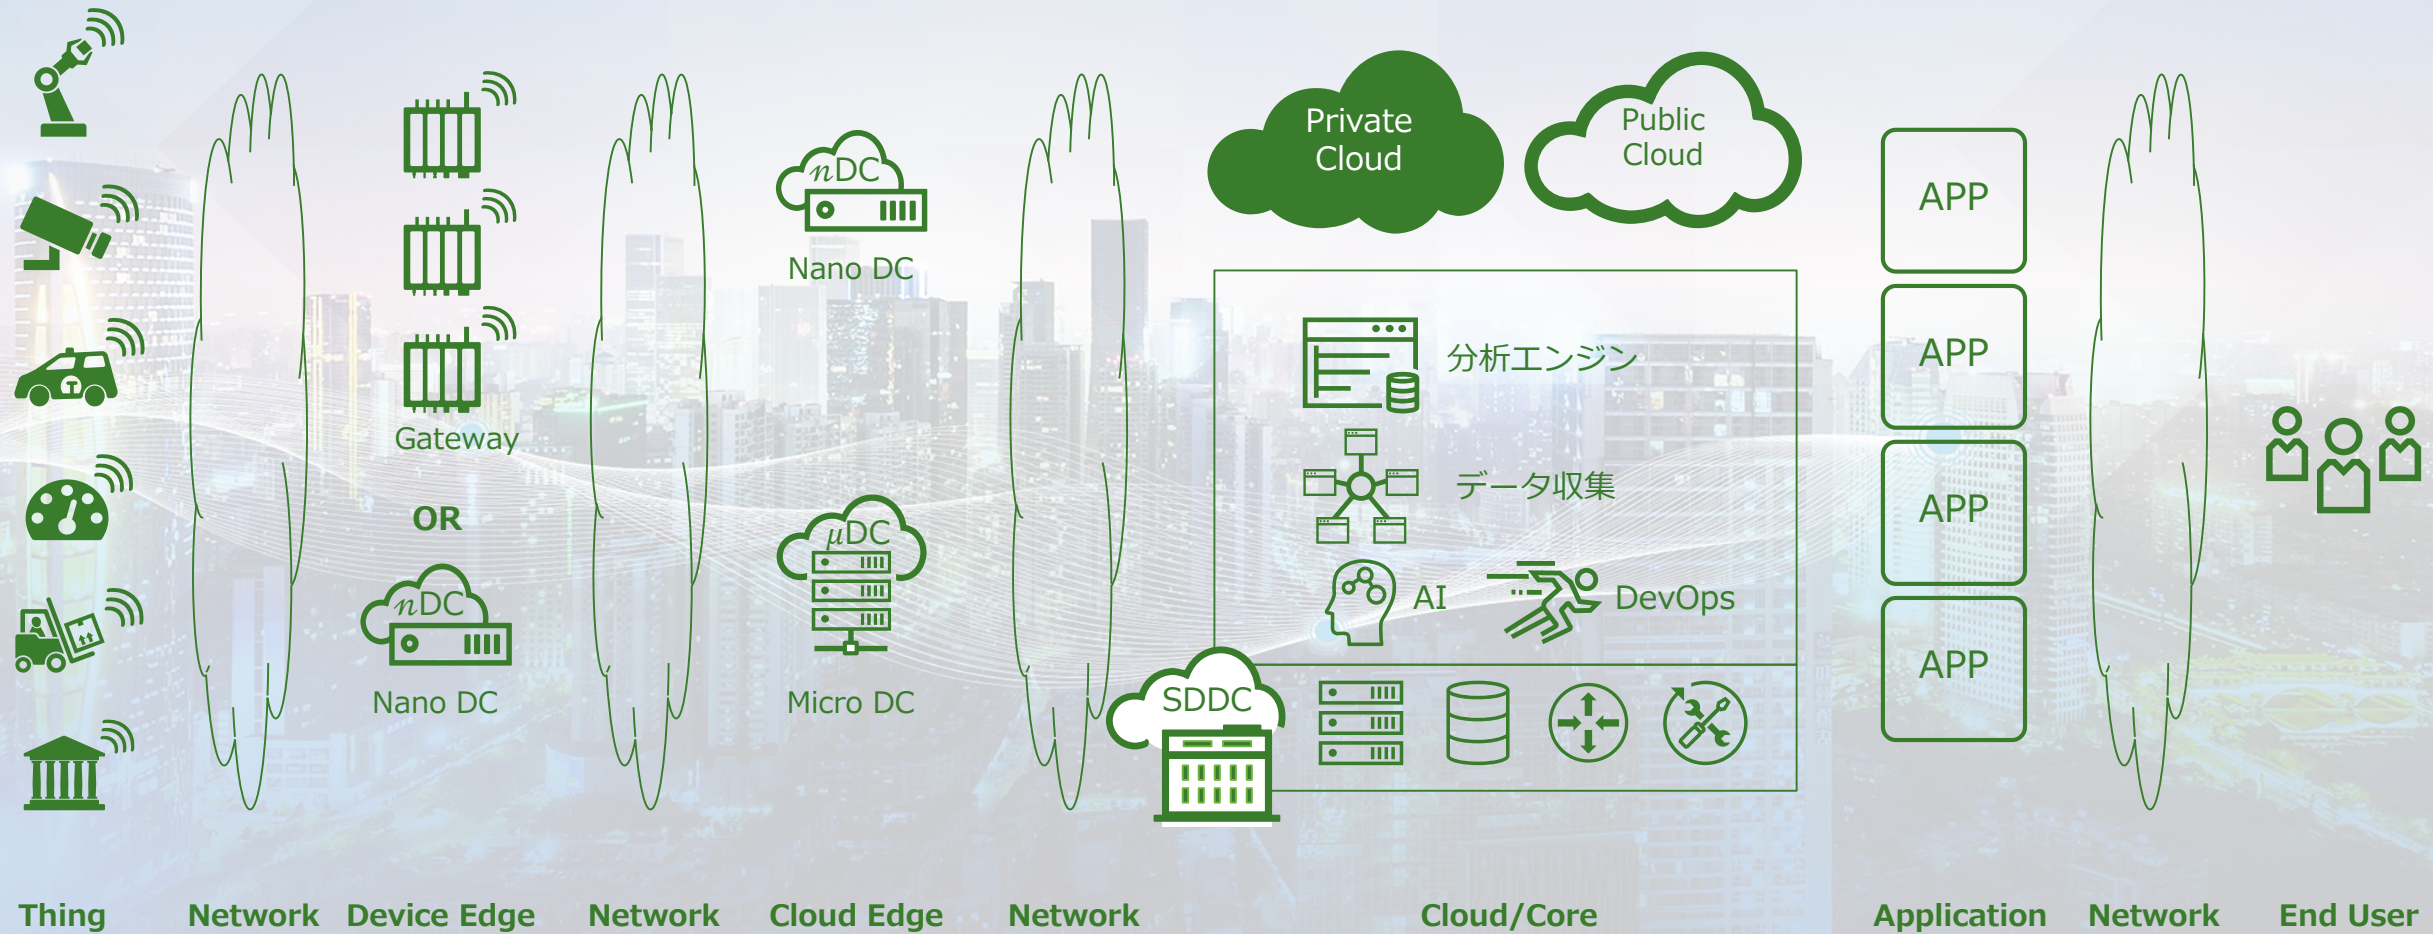 Private
Cloud
Public
Cloud
nDC
Nano DC
APP
APP
APP
APP
分析エンジン
Gateway
OR
データ収集
μDC
Micro DC
nDC
Nano DC
AI
DevOps
SDDC
Thing
Network
Device Edge
Network
Cloud Edge
Network
Cloud/Core
Application
Network
End User